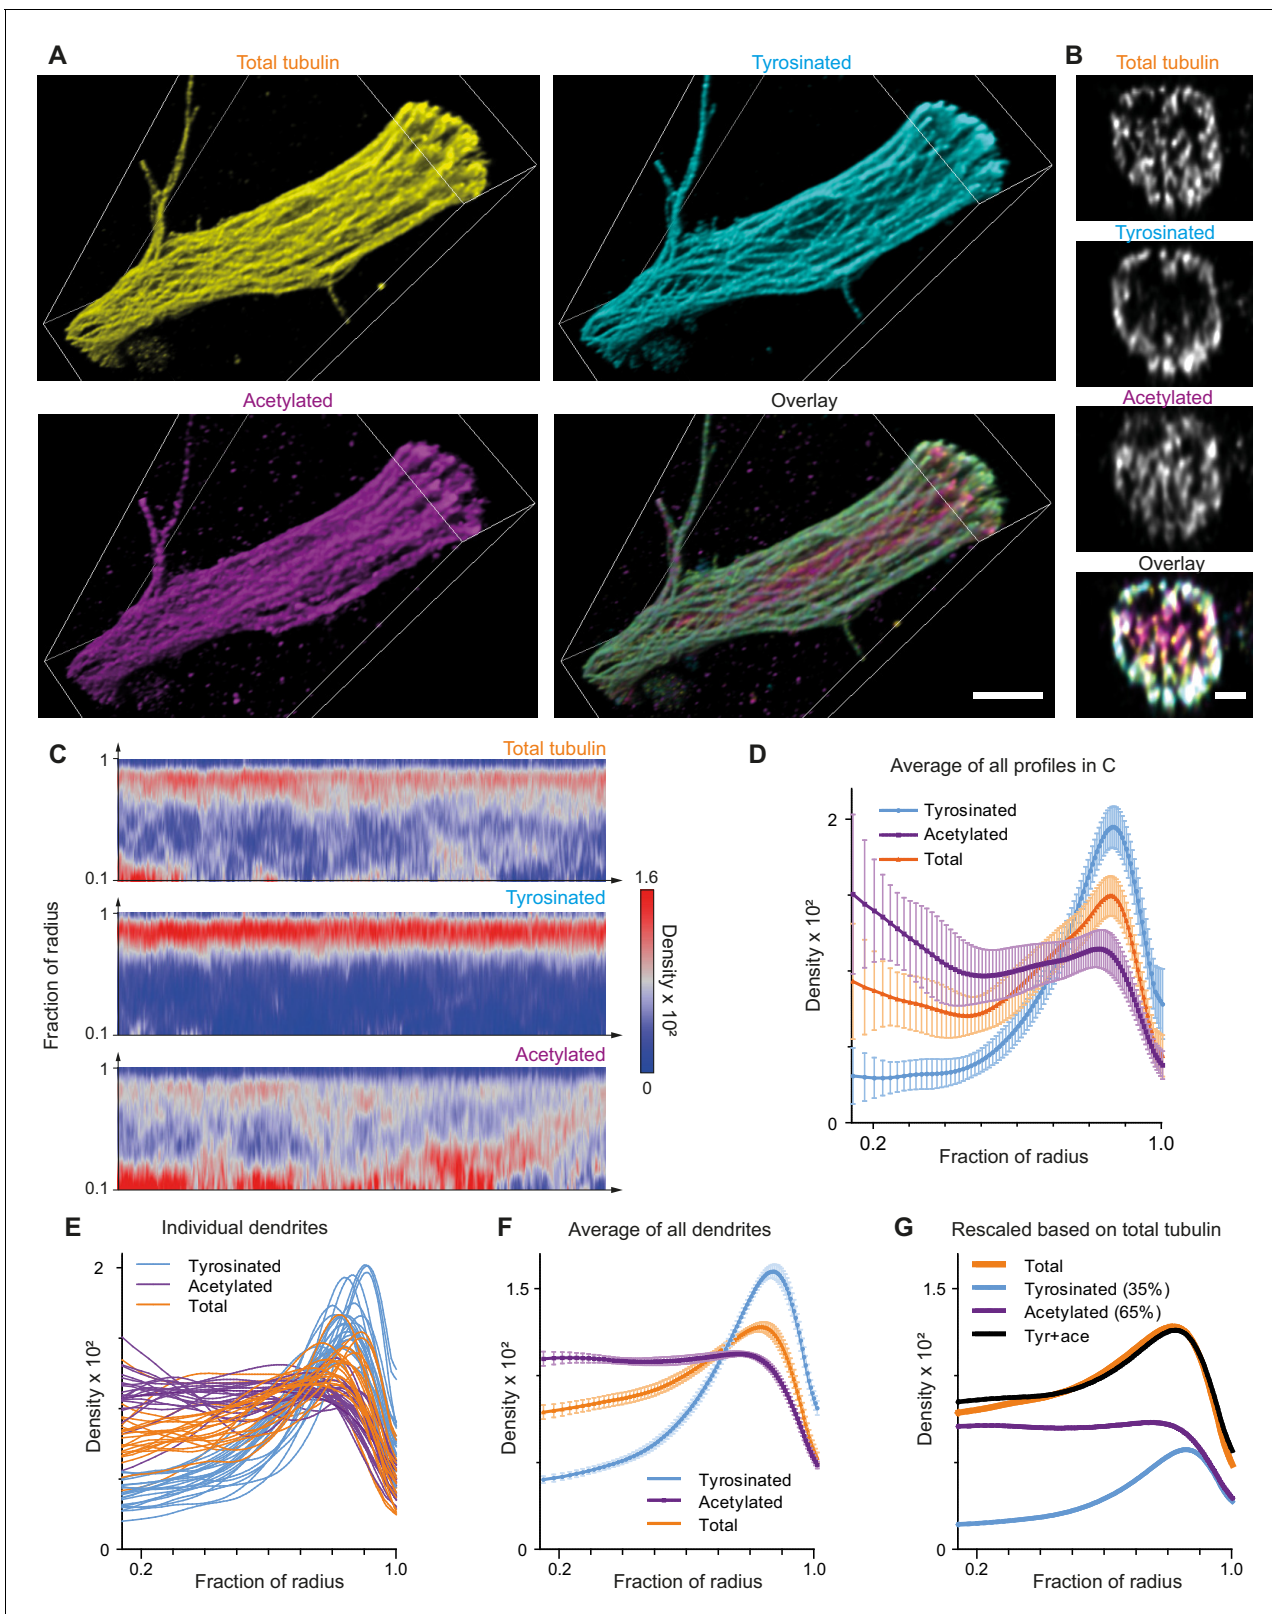 A
Total tubulin
Tyrosinated
Acetylated
Overlay
B
Total tubulin
Tyrosinated
Acetylated
Overlay
C
Total tubulin
1
0.1
Tyrosinated
1
0.1
Acetylated
1
0.1
Fraction of radius
1.6
0
Density x 10²
D
Average of all profiles in C
Tyrosinated
Acetylated
Total
2
0
Density x 10²
0.2
1.0
Fraction of radius
E
Individual dendrites
Tyrosinated
Acetylated
Total
2
0
Density x 10²
0.2
1.0
Fraction of radius
F
Average of all dendrites
1.5
0
Density x 10²
Tyrosinated
Acetylated
Total
0.2
1.0
Fraction of radius
G
Rescaled based on total tubulin
Total
Tyrosinated (35%)
Acetylated (65%)
Tyr+ace
1.5
0
Density x 10²
0.2
1.0
Fraction of radius